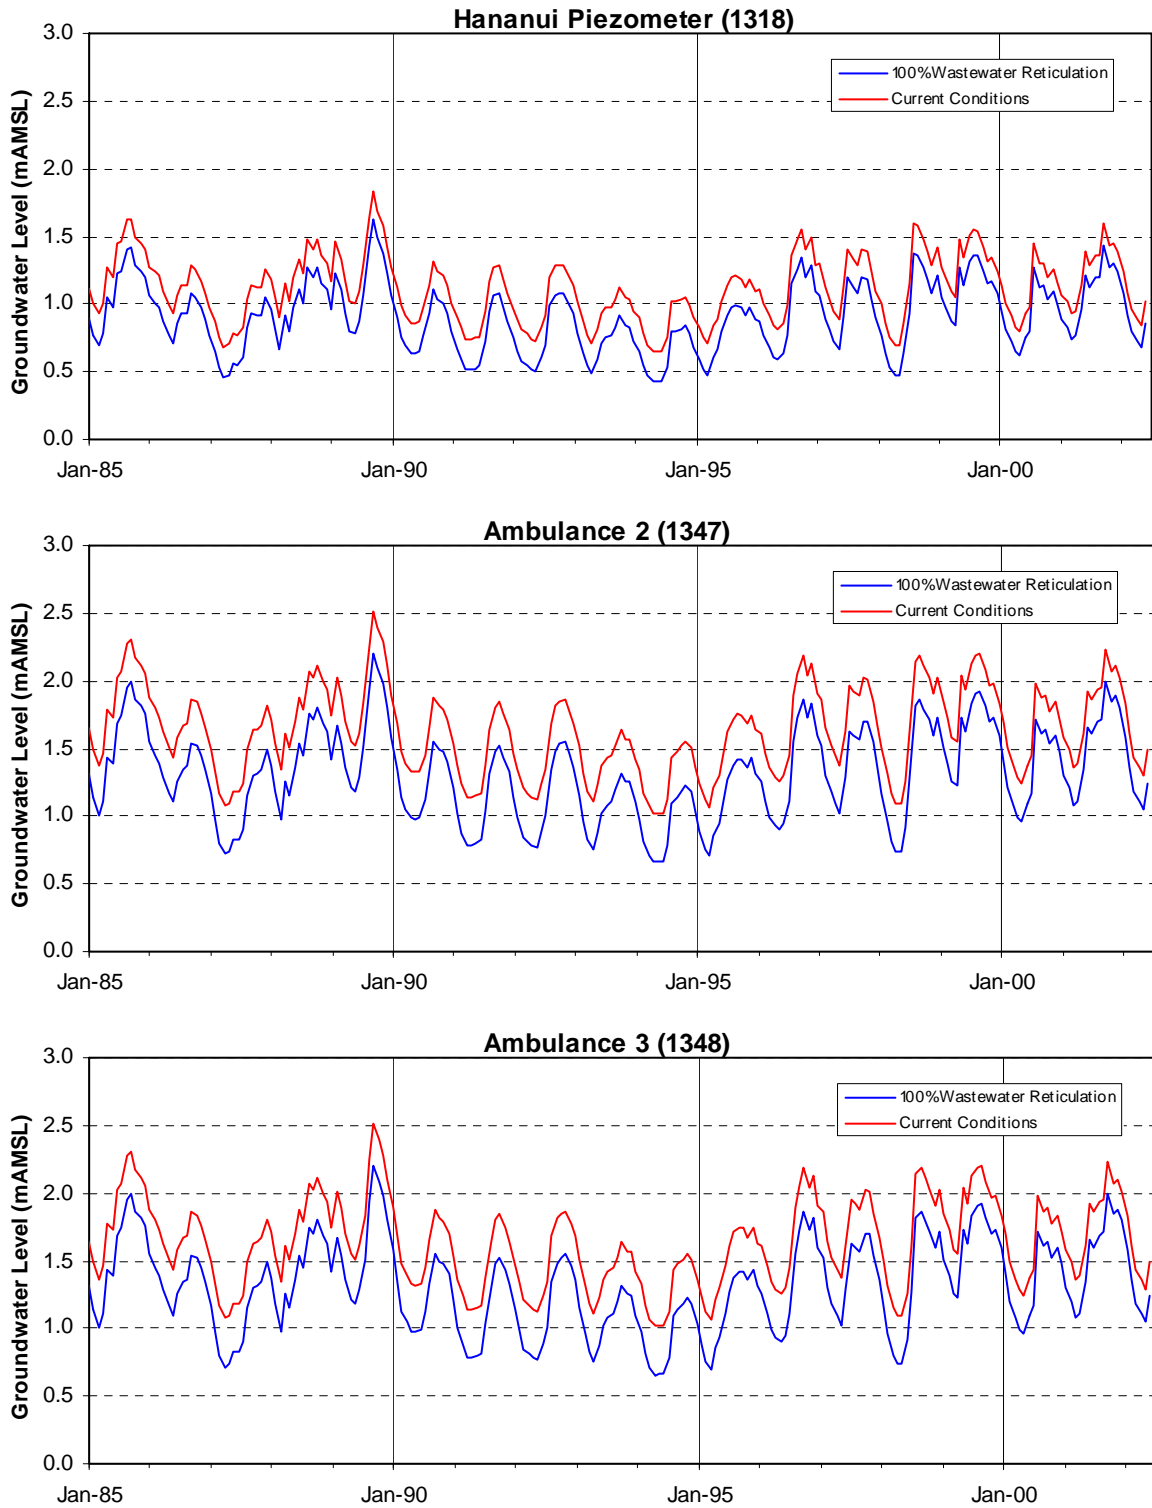 Hananui Piezometer (1318)
3.0
2.5
2.0
1.5
1.0
0.5
0.0
Groundwater Level (mAMSL)
100%Wastewater Reticulation
Current Conditions
Jan-85 Jan-90 Jan-95 Jan-00
Ambulance 2 (1347)
3.0
2.5
2.0
1.5
1.0
0.5
0.0
Groundwater Level (mAMSL)
100%Wastewater Reticulation
Current Conditions
Jan-85 Jan-90 Jan-95 Jan-00
Ambulance 3 (1348)
3.0
2.5
2.0
1.5
1.0
0.5
0.0
Groundwater Level (mAMSL)
100%Wastewater Reticulation
Current Conditions
Jan-85 Jan-90 Jan-95 Jan-00